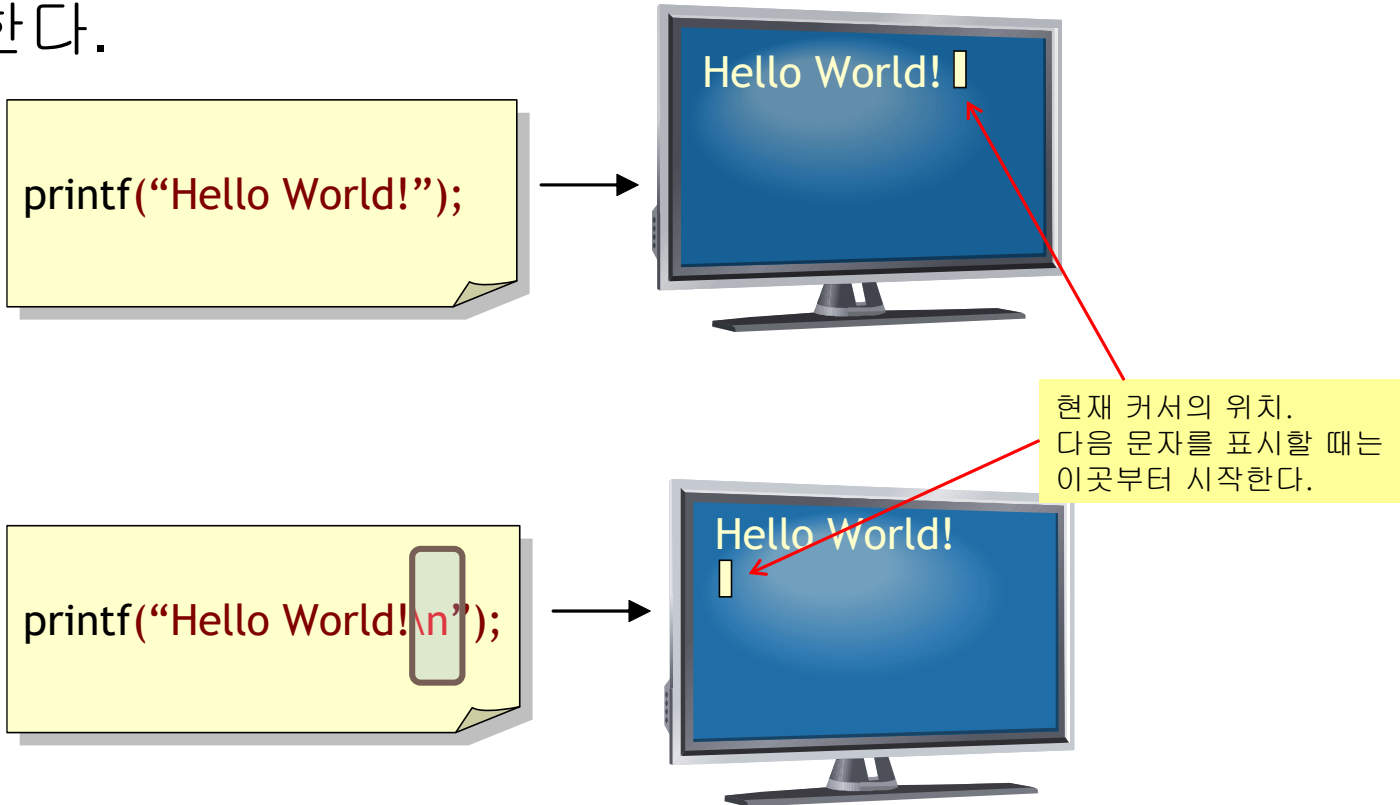 한다.
Hello World!
printf(“Hello World!”);
현재 커서의 위치.
다음 문자를 표시할 때는
이곳부터 시작한다.
Hello World!
printf(“Hello World!\n”);